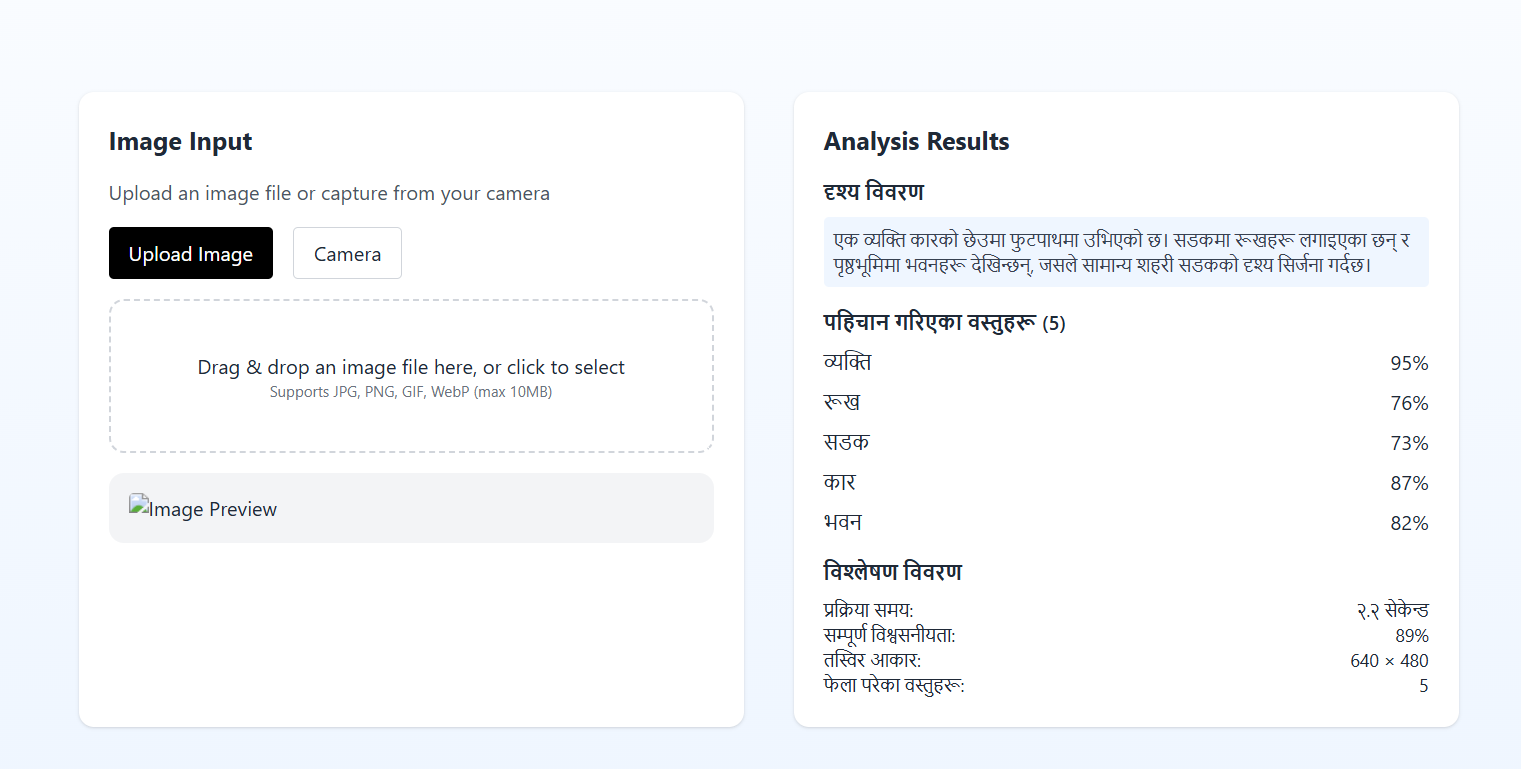 Image Input
Upload an image file or capture from your camera
Upload Image
Camera
Drag & drop an image file here, or click to select
Supports JPG, PNG, GIF, WebP (max 10MB)
Image Preview
Analysis Results
दृश्य विवरण
एक व्यक्ति कारको छेउमा फुटपाथमा उभिएको छ। सडकमा रूखहरू लगाइएका छन् र
पृष्ठभूमिमा भवनहरू देखिन्छन्, जसले सामान्य शहरी सडकको दृश्य सिर्जना गर्दछ।
पहिचान गरिएका वस्तुहरू (5)
व्यक्ति 95%
रूख 76%
सडक 73%
कार 87%
भवन 82%
विश्लेषण विवरण
प्रक्रिया समय: २.२ सेकेन्ड
सम्पूर्ण विश्वसनीयता: 89%
तस्विर आकार: 640 × 480
फेला परेका वस्तुहरू: 5